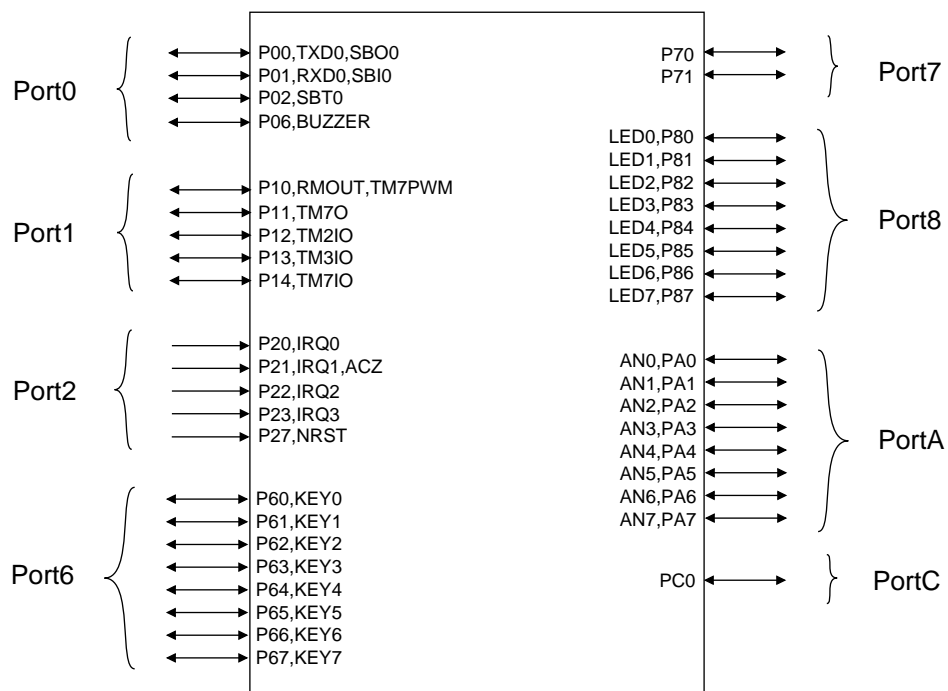 Port0
P00,TXD0,SBO0
P01,RXD0,SBI0
P02,SBT0
P06,BUZZER
Port1
P10,RMOUT,TM7PWM
P11,TM7O
P12,TM2IO
P13,TM3IO
P14,TM7IO
Port2
P20,IRQ0
P21,IRQ1,ACZ
P22,IRQ2
P23,IRQ3
P27,NRST
Port6
P60,KEY0
P61,KEY1
P62,KEY2
P63,KEY3
P64,KEY4
P65,KEY5
P66,KEY6
P67,KEY7
P70
P71
Port7
LED0,P80
LED1,P81
LED2,P82
LED3,P83
LED4,P84
LED5,P85
LED6,P86
LED7,P87
Port8
AN0,PA0
AN1,PA1
AN2,PA2
AN3,PA3
AN4,PA4
AN5,PA5
AN6,PA6
AN7,PA7
PortA
PC0
PortC